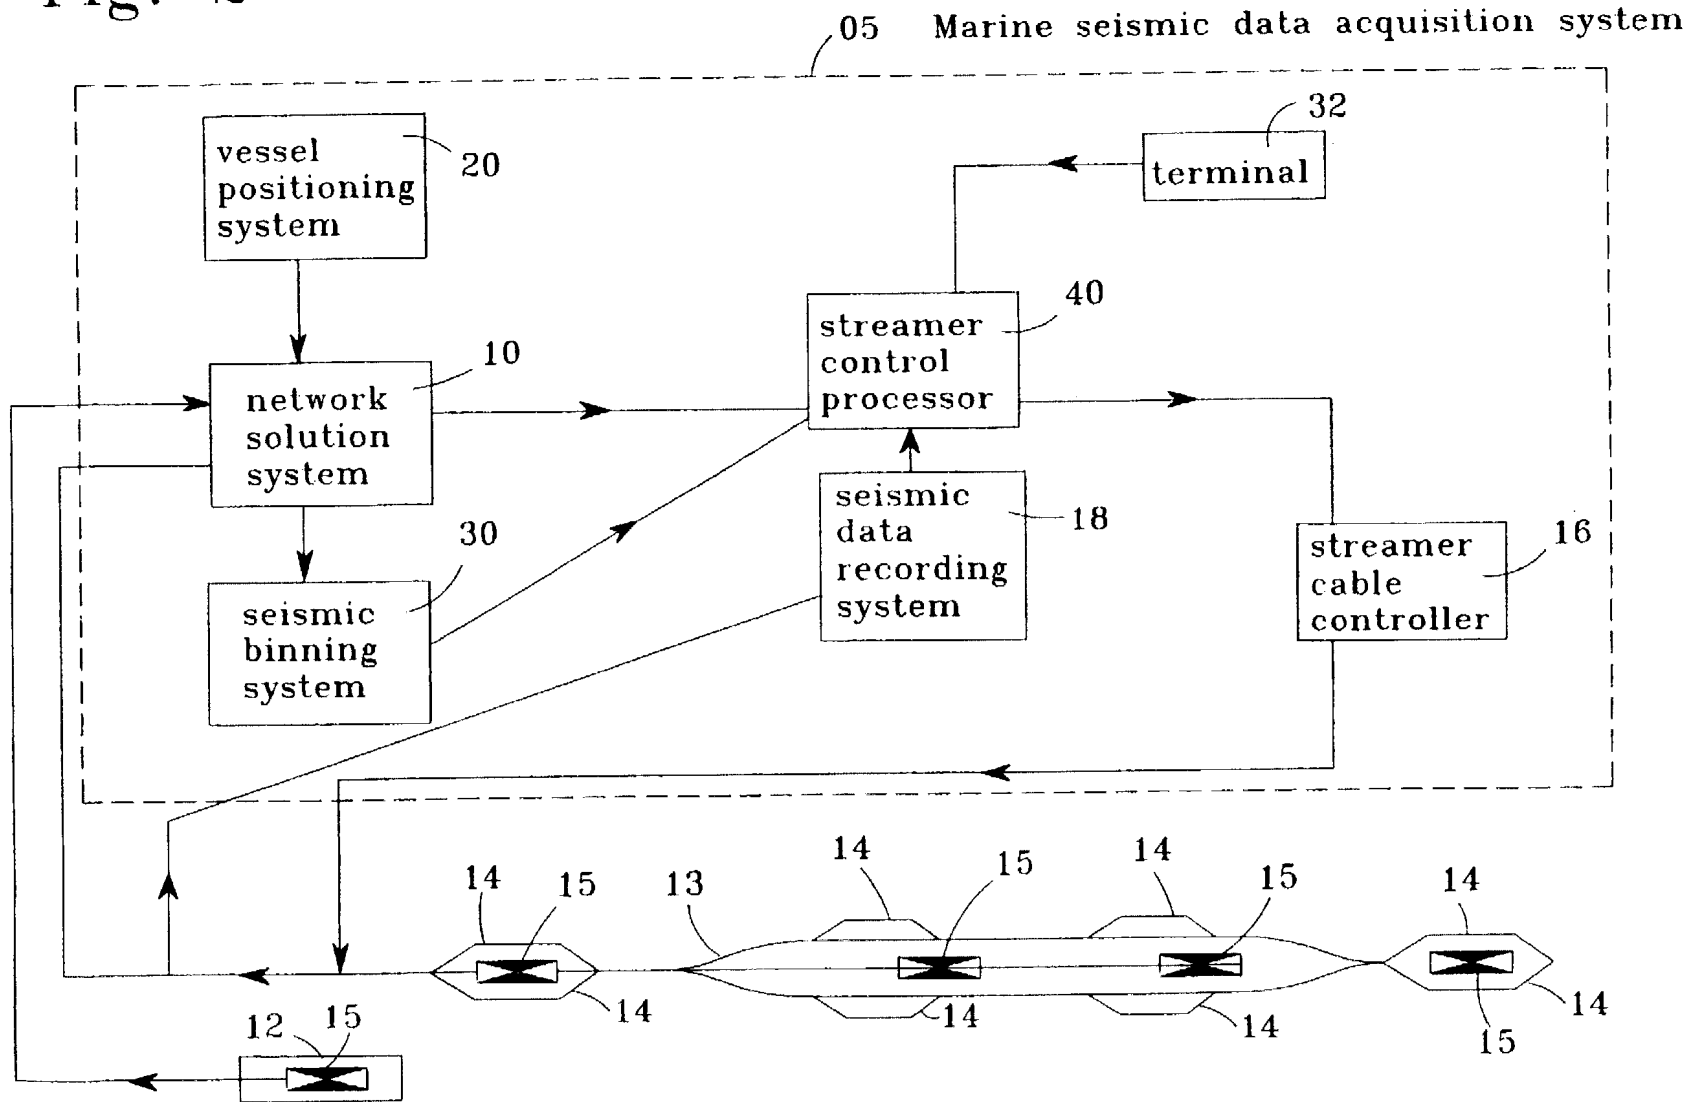 Fig.
05 Marine seismic data acquisition system
32
vessel
positioning
system
20
terminal
40
streamer
control
processor
10
network
solution
system
30
seismic
data
recording
system
18
16
streamer
cable
controller
seismic
binning
system
14
15
13
14
15
14
15
14
14
14
14
14
15
12
15